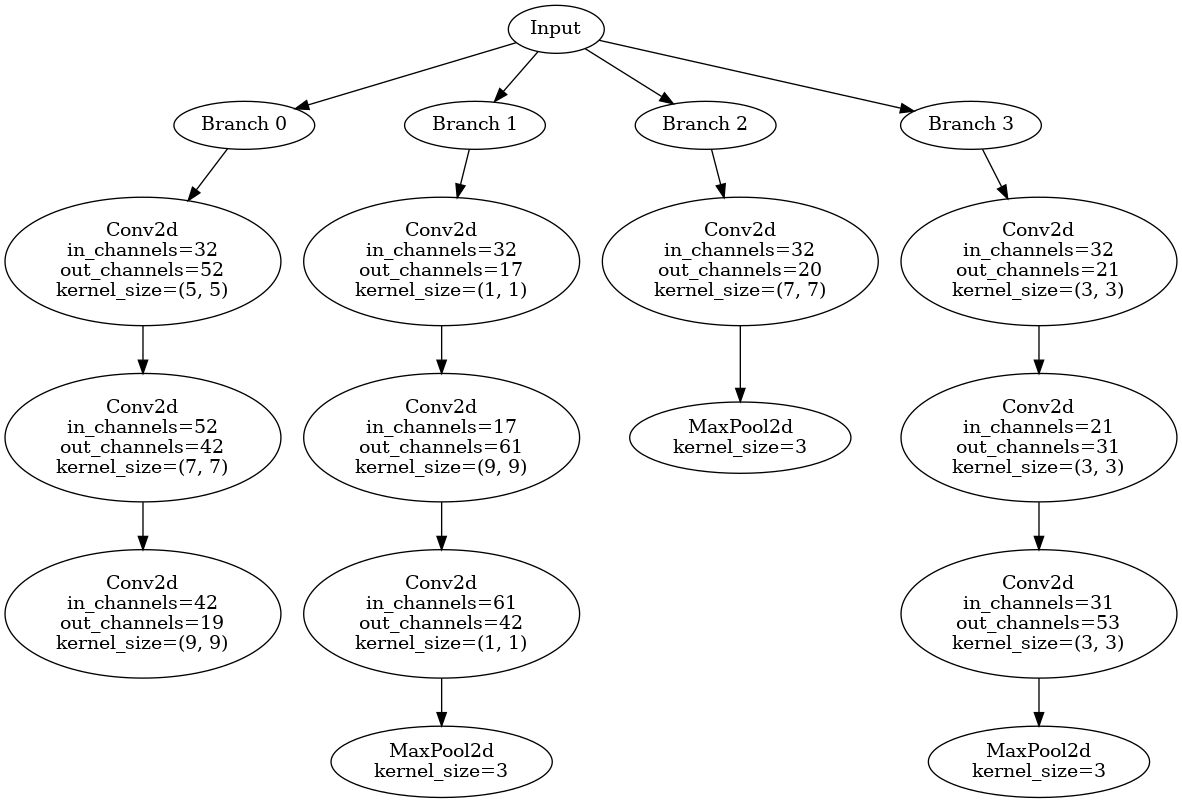 Input
Branch 0
Branch 1
Branch 2
Branch 3
Conv2d
in_channels=32
out_channels=52
kernel_size=(5, 5)
Conv2d
in_channels=32
out_channels=17
kernel_size=(1, 1)
Conv2d
in_channels=32
out_channels=20
kernel_size=(7, 7)
Conv2d
in_channels=32
out_channels=21
kernel_size=(3, 3)
Conv2d
in_channels=52
out_channels=42
kernel_size=(7, 7)
Conv2d
in_channels=17
out_channels=61
kernel_size=(9, 9)
MaxPool2d
kernel_size=3
Conv2d
in_channels=21
out_channels=31
kernel_size=(3, 3)
Conv2d
in_channels=42
out_channels=19
kernel_size=(9, 9)
Conv2d
in_channels=61
out_channels=42
kernel_size=(1, 1)
Conv2d
in_channels=31
out_channels=53
kernel_size=(3, 3)
MaxPool2d
kernel_size=3
MaxPool2d
kernel_size=3